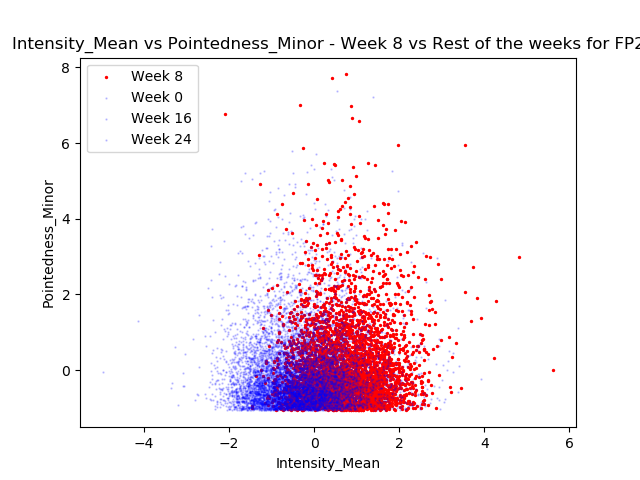 Intensity_Mean vs Pointedness_Minor - Week 8 vs Rest of the weeks for FP2
Week 8
Week 0
Week 16
Week 24
8
6
4
2
0
Pointedness_Minor
−4
−2
0
2
4
6
Intensity_Mean